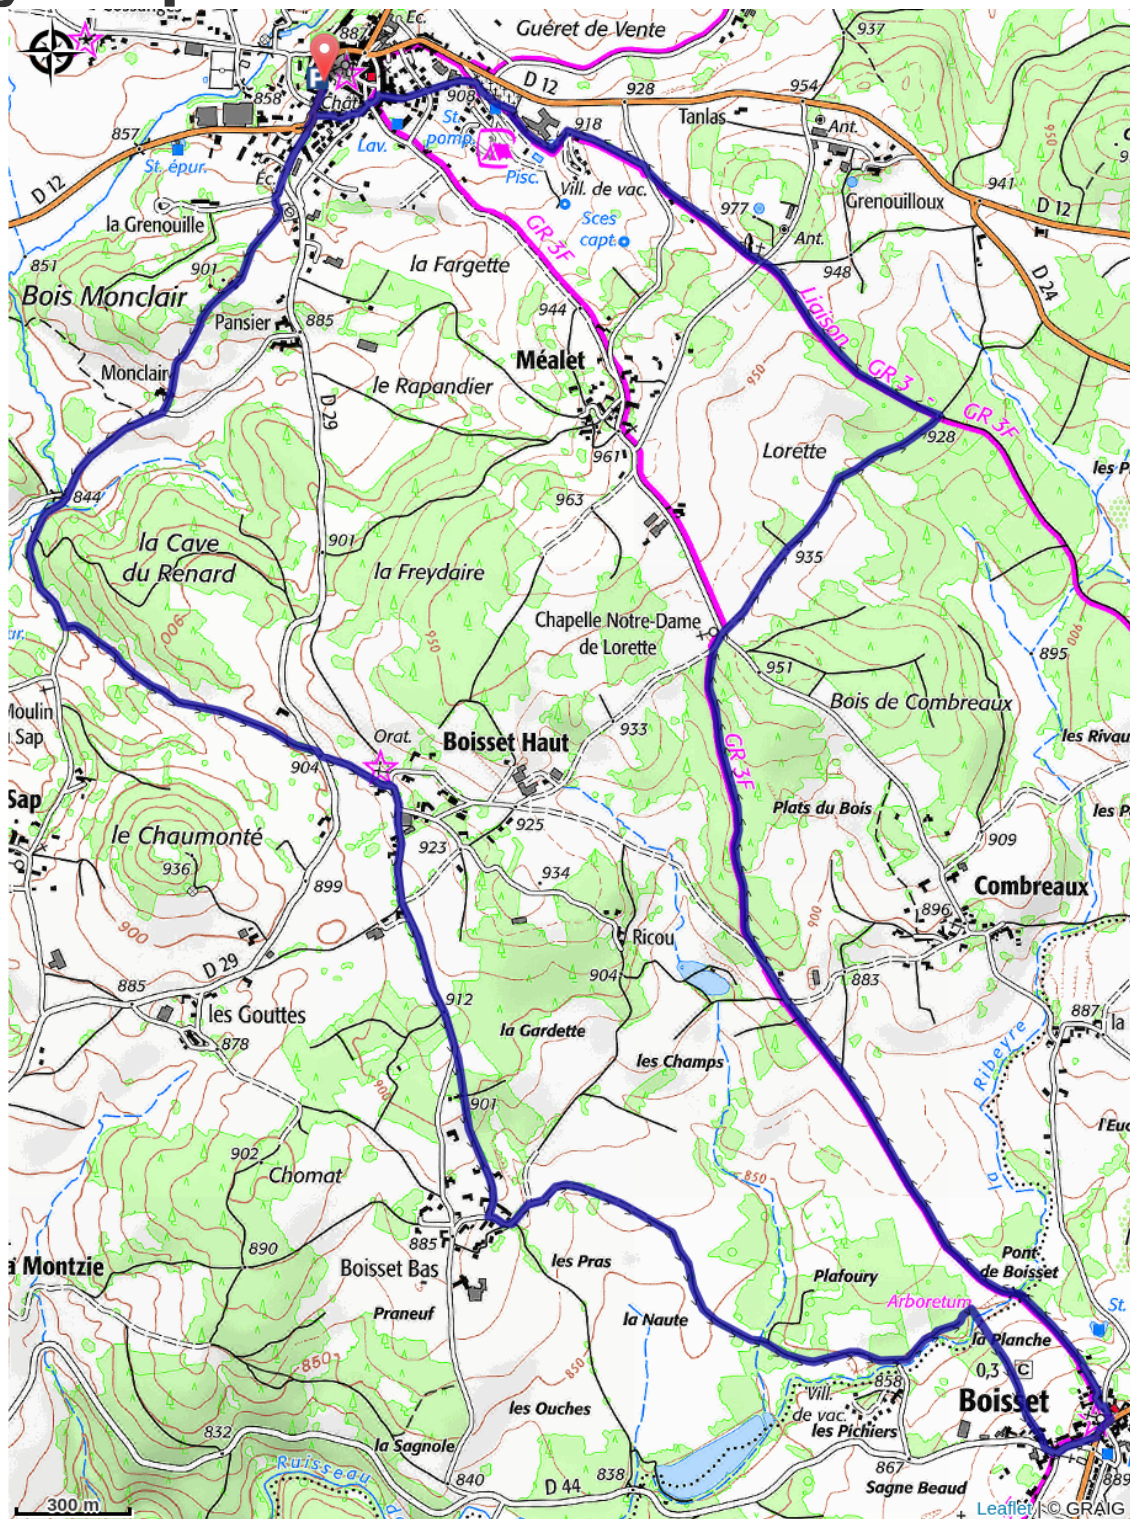 Éc.
Guéret de Vente
937
887
D 12
928
954
P
908
Tanlas
858
Chât.
St. pomp.
918
Ant.
857
Lav.
St. épur.
Pisc.
941
Éc.
Vill. de vac.
D 12
D 12
977
Grenouilloux
la Grenouille
Sces
capt.
Ant.
GR 3F
851
901
la Fargette
948
D 24
Bois Monclair
Liaison
944
Pansier
885
Méalet
Monclair
950
GR 3 -
le Rapandier
GR 3F
D 29
928
Lorette
961
844
963
901
la Cave
du Renard
935
la Freydaire
Chapelle Notre-Dame
de Lorette
900
950
900
895
951
Bois de Combreaux
933
Moulin
Sap
Orat.
Boisset Haut
les Rivau
904
GR 3F
Sap
Plats du Bois
les P
925
le Chaumonté
923
909
936
934
Combreaux
899
896
900
900
Ricou
D 29
904
883
885
912
les Gouttes
la Gardette
887
la
878
les Champs
Ribeyre
900
901
l'Euc
902
Chomat
850
890
885
Pont
de Boisset
a Montzie
Boisset Bas
les Pras
Plafoury
Arboretum
Praneuf
la Naute
St.
la Planche
850
850
0,3 C
858
Boisset
les Ouches
Vill.
de vac.
les Pichiers
832
la Sagnole
867
Ruisseau
840
D 44
838
Sagne Beaud
889
300 m
Leaflet | © GRAIG